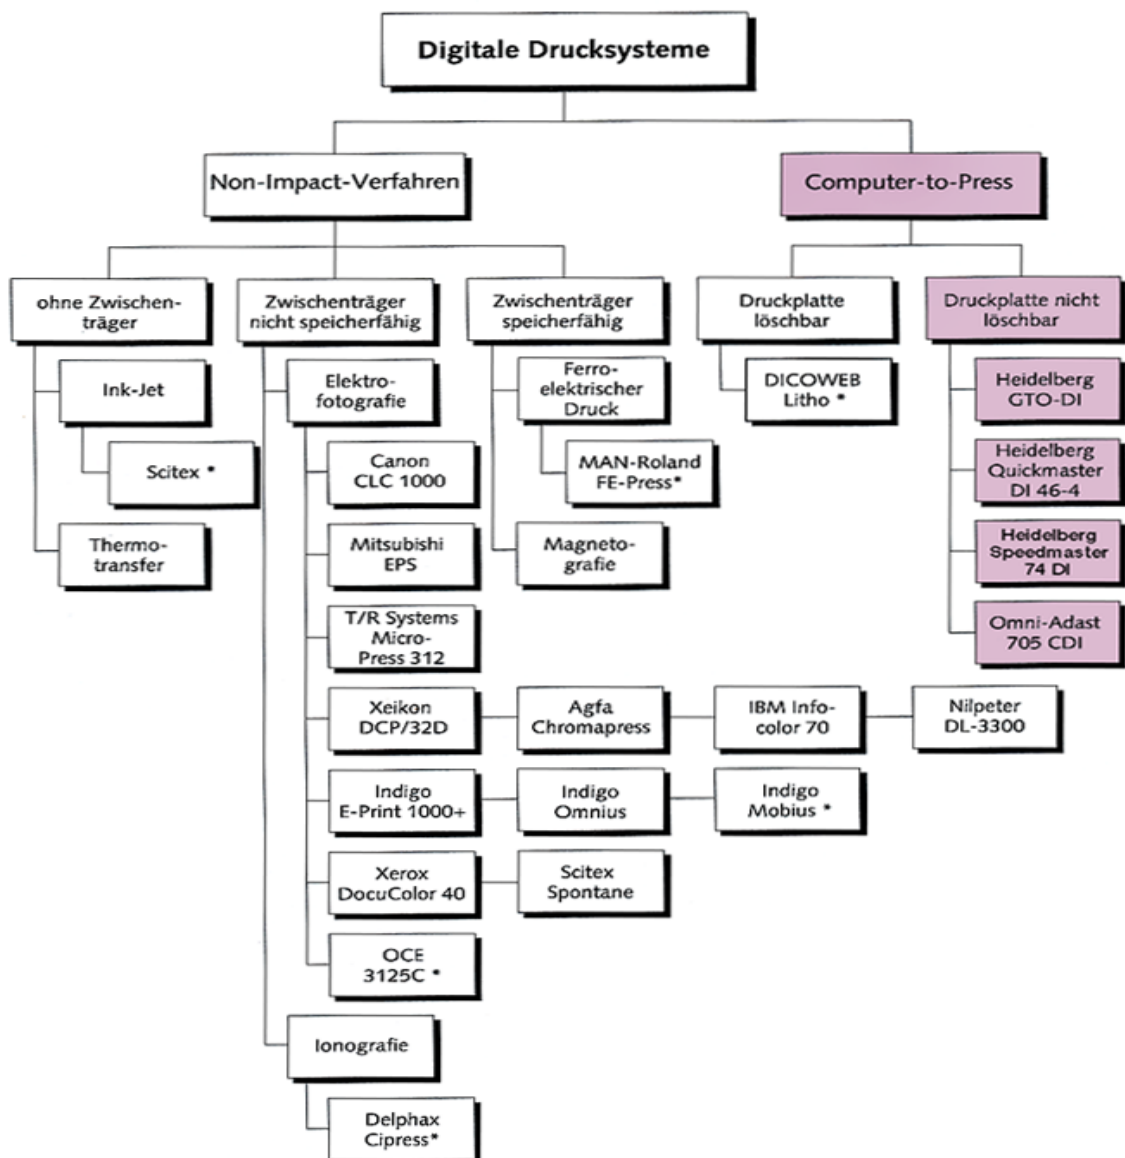 Digitale Drucksysteme
Non-Impact-Verfahren
Computer-to-Press
ohne Zwischen-
träger
Zwischenträger
nicht speicherfähig
Zwischenträger
speicherfähig
Druckplatte
löschbar
Druckplatte nicht
löschbar
Ink-Jet
Scitex *
Thermo-
transfer
Elektro-
fotografie
Canon
CLC 1000
Mitsubishi
EPS
T/R Systems
Micro-
Press 312
Xeikon
DCP/32D
Agfa
Chromapress
IBM Info-
color 70
Nilpeter
DL-3300
Indigo
E-Print 1000+
Indigo
Omnius
Indigo
Mobius *
Xerox
DocuColor 40
Scitex
Spontane
OCE
3125C *
Ionografie
Delphax
Cipress*
Ferro-
elektrischer
Druck
MAN-Roland
FE-Press*
Magneto-
grafie
DICOWEB
Litho *
Heidelberg
GTO-DI
Heidelberg
Quickmaster
DI 46-4
Heidelberg
Speedmaster
74 DI
Omni-Adast
705 CDI